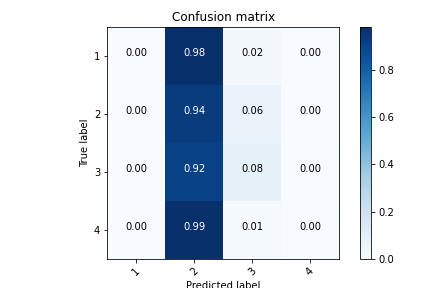 Confusion matrix
1 0.00 0.98 0.02 0.00
0.8
2 0.00 0.94 0.06 0.00
0.6
True label
0.4
3 0.00 0.92 0.08 0.00
0.2
4 0.00 0.99 0.01 0.00
0.0
1 2 3 4
Predicted label